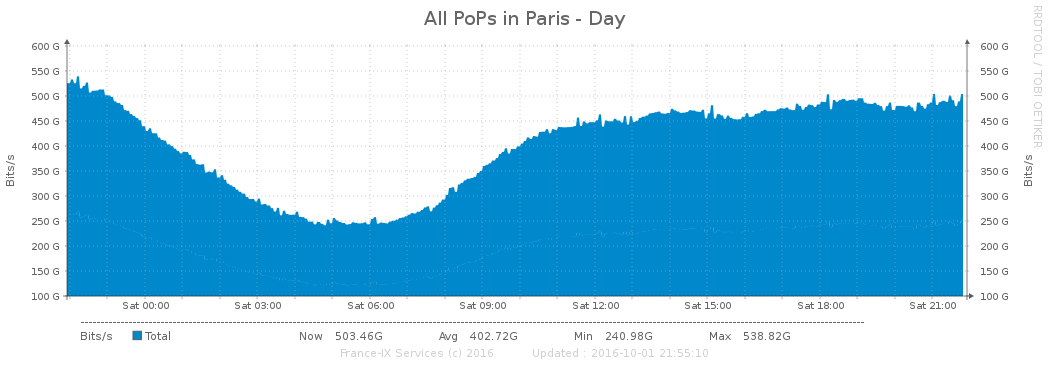 All PoPs in Paris - Day
RRDTOOL / TOBI OETIKER
Bits/s
600 G 600 G
550 G 550 G
500 G 500 G
450 G 450 G
400 G 400 G
350 G 350 G
300 G 300 G
250 G 250 G
200 G 200 G
150 G 150 G
100 G 100 G
Bits/s
Sat 00:00 Sat 03:00 Sat 06:00 Sat 09:00 Sat 12:00 Sat 15:00 Sat 18:00 Sat 21:00
Bits/s Total Now 503.46G Avg 402.72G Min 240.98G Max 538.82G
France-IX Services (c) 2016 Updated : 2016-10-01 21:55:10